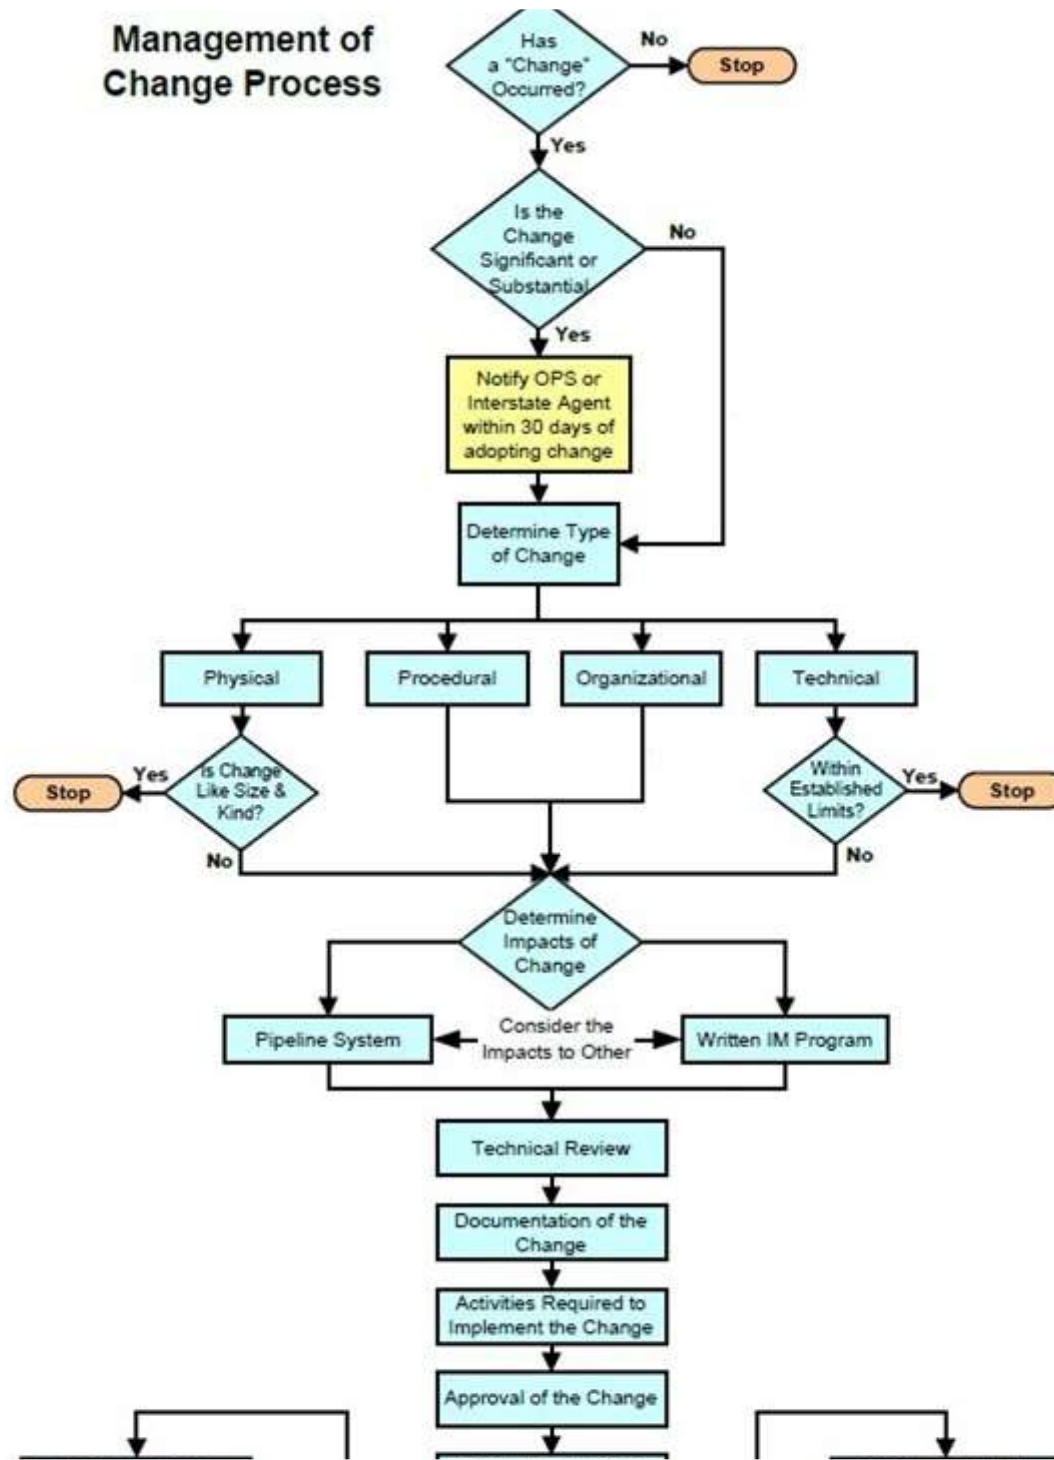 Management of
Change Process
Has
a "Change"
Occurred?
No
Stop
Yes
Is the
Change
Significant or
Substantial
No
Yes
Notify OPS or
Interstate Agent
within 30 days of
adopting change
Determine Type
of Change
Physical
Procedural
Organizational
Technical
Stop
Yes
Is Change
Like Size &
Kind?
No
Within
Established
Limits?
Yes
Stop
No
Determine
Impacts of
Change
Pipeline System
Consider the
Impacts to Other
Written IM Program
Technical Review
Documentation of the
Change
Activities Required to
Implement the Change
Approval of the Change